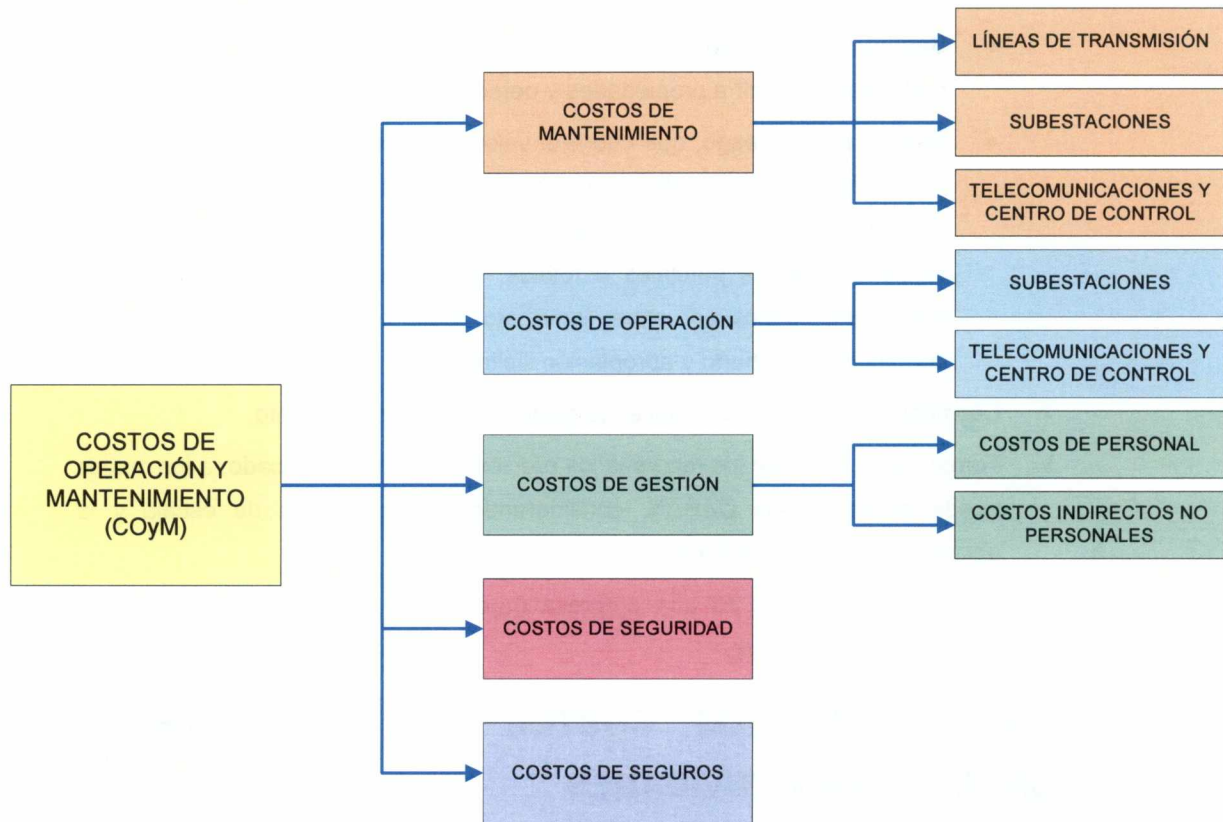 COSTOS DE
OPERACIÓN Y
MANTENIMIENTO
(COyM)
COSTOS DE
MANTENIMIENTO
LÍNEAS DE TRANSMISIÓN
SUBESTACIONES
TELECOMUNICACIONES Y
CENTRO DE CONTROL
COSTOS DE OPERACIÓN
SUBESTACIONES
TELECOMUNICACIONES Y
CENTRO DE CONTROL
COSTOS DE GESTIÓN
COSTOS DE PERSONAL
COSTOS INDIRECTOS NO
PERSONALES
COSTOS DE SEGURIDAD
COSTOS DE SEGUROS